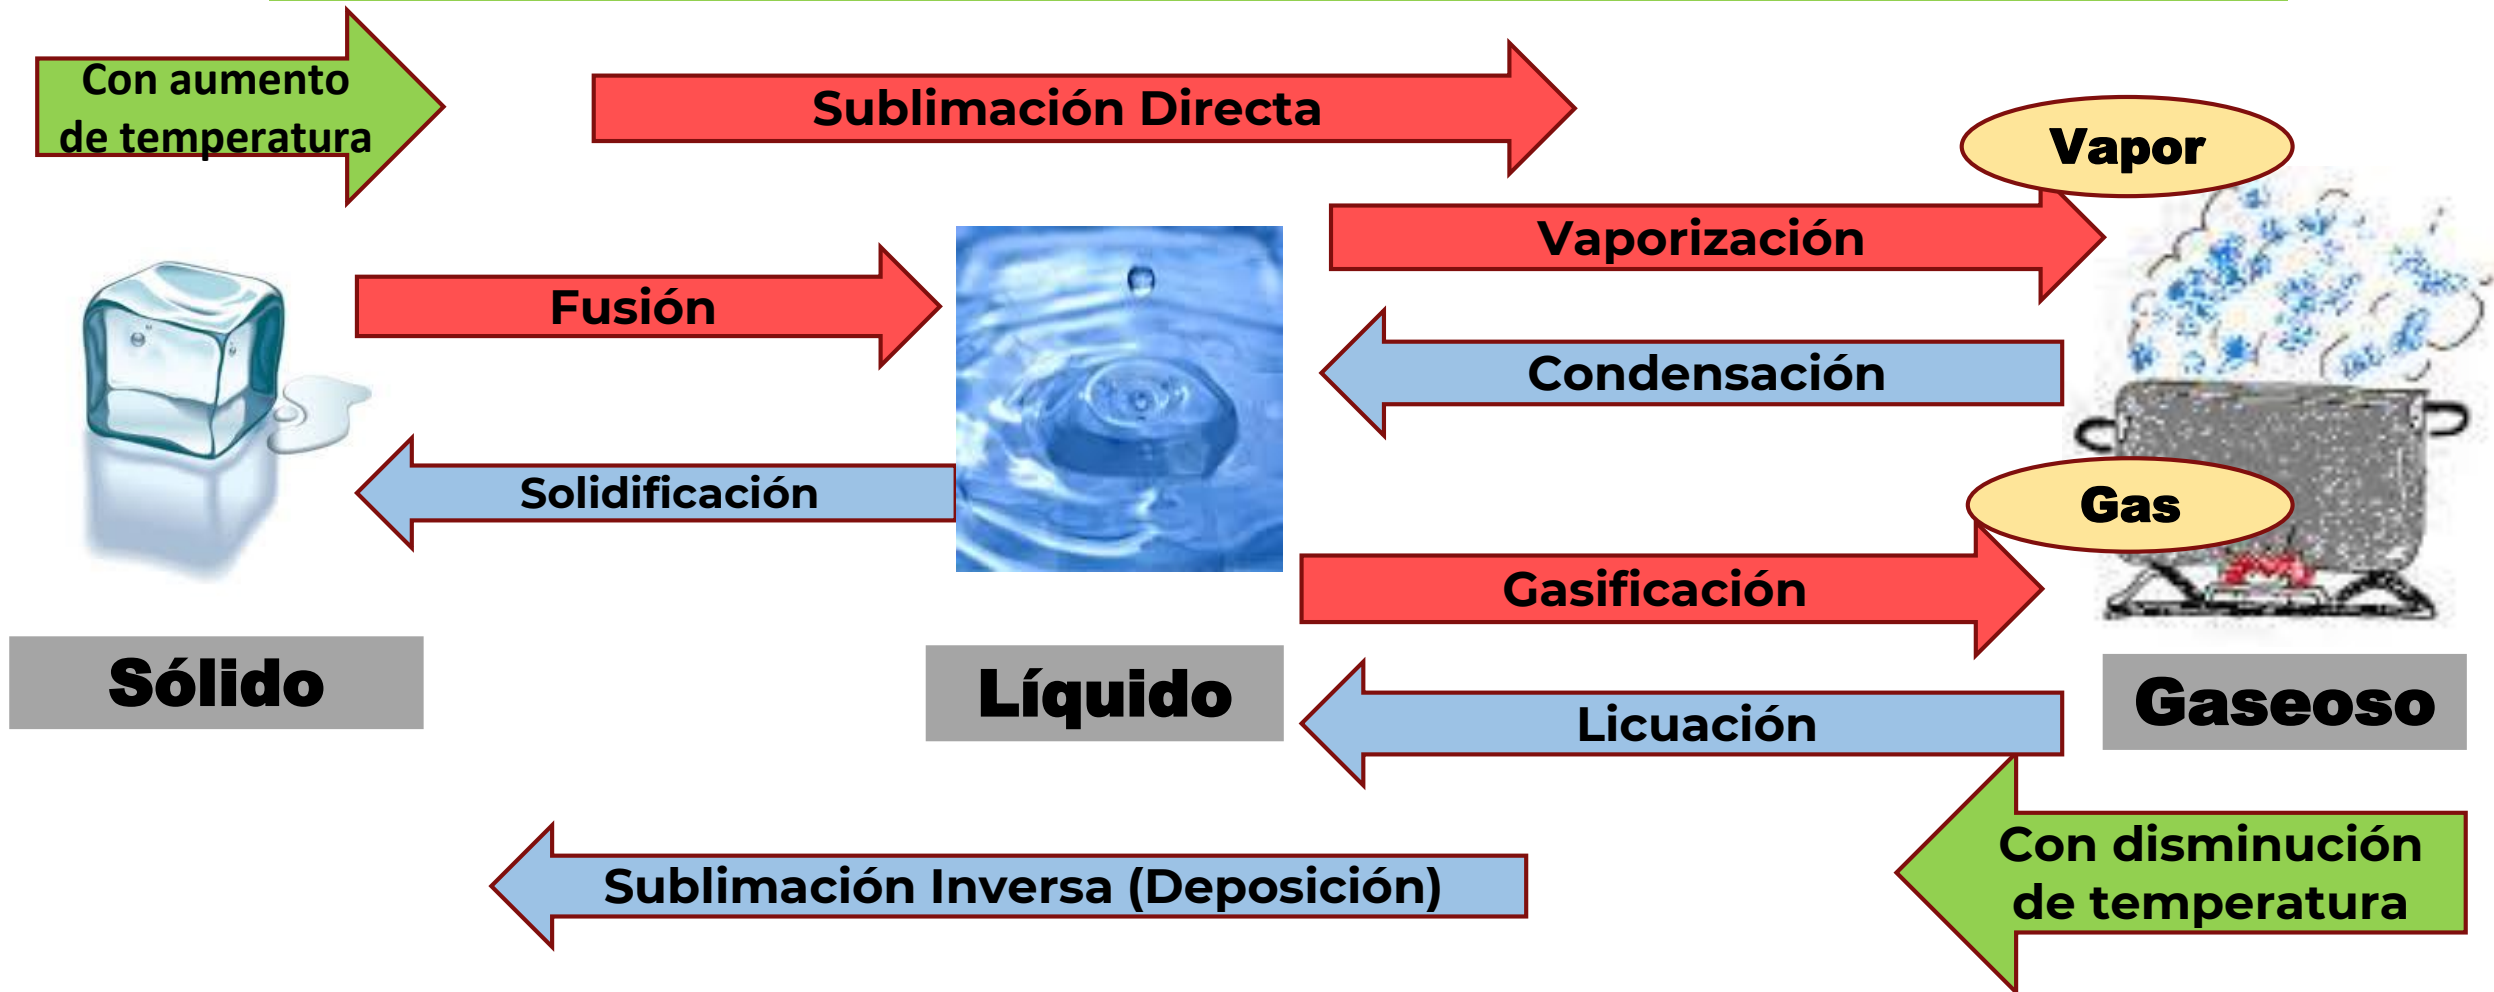 Con aumento
de temperatura
Sublimación Directa
Vapor
Vaporización
Fusión
Condensación
Solidificación
Gas
Gasificación
Sólido
Líquido
Gaseoso
Licuación
Con disminución
de temperatura
Sublimación Inversa (Deposición)